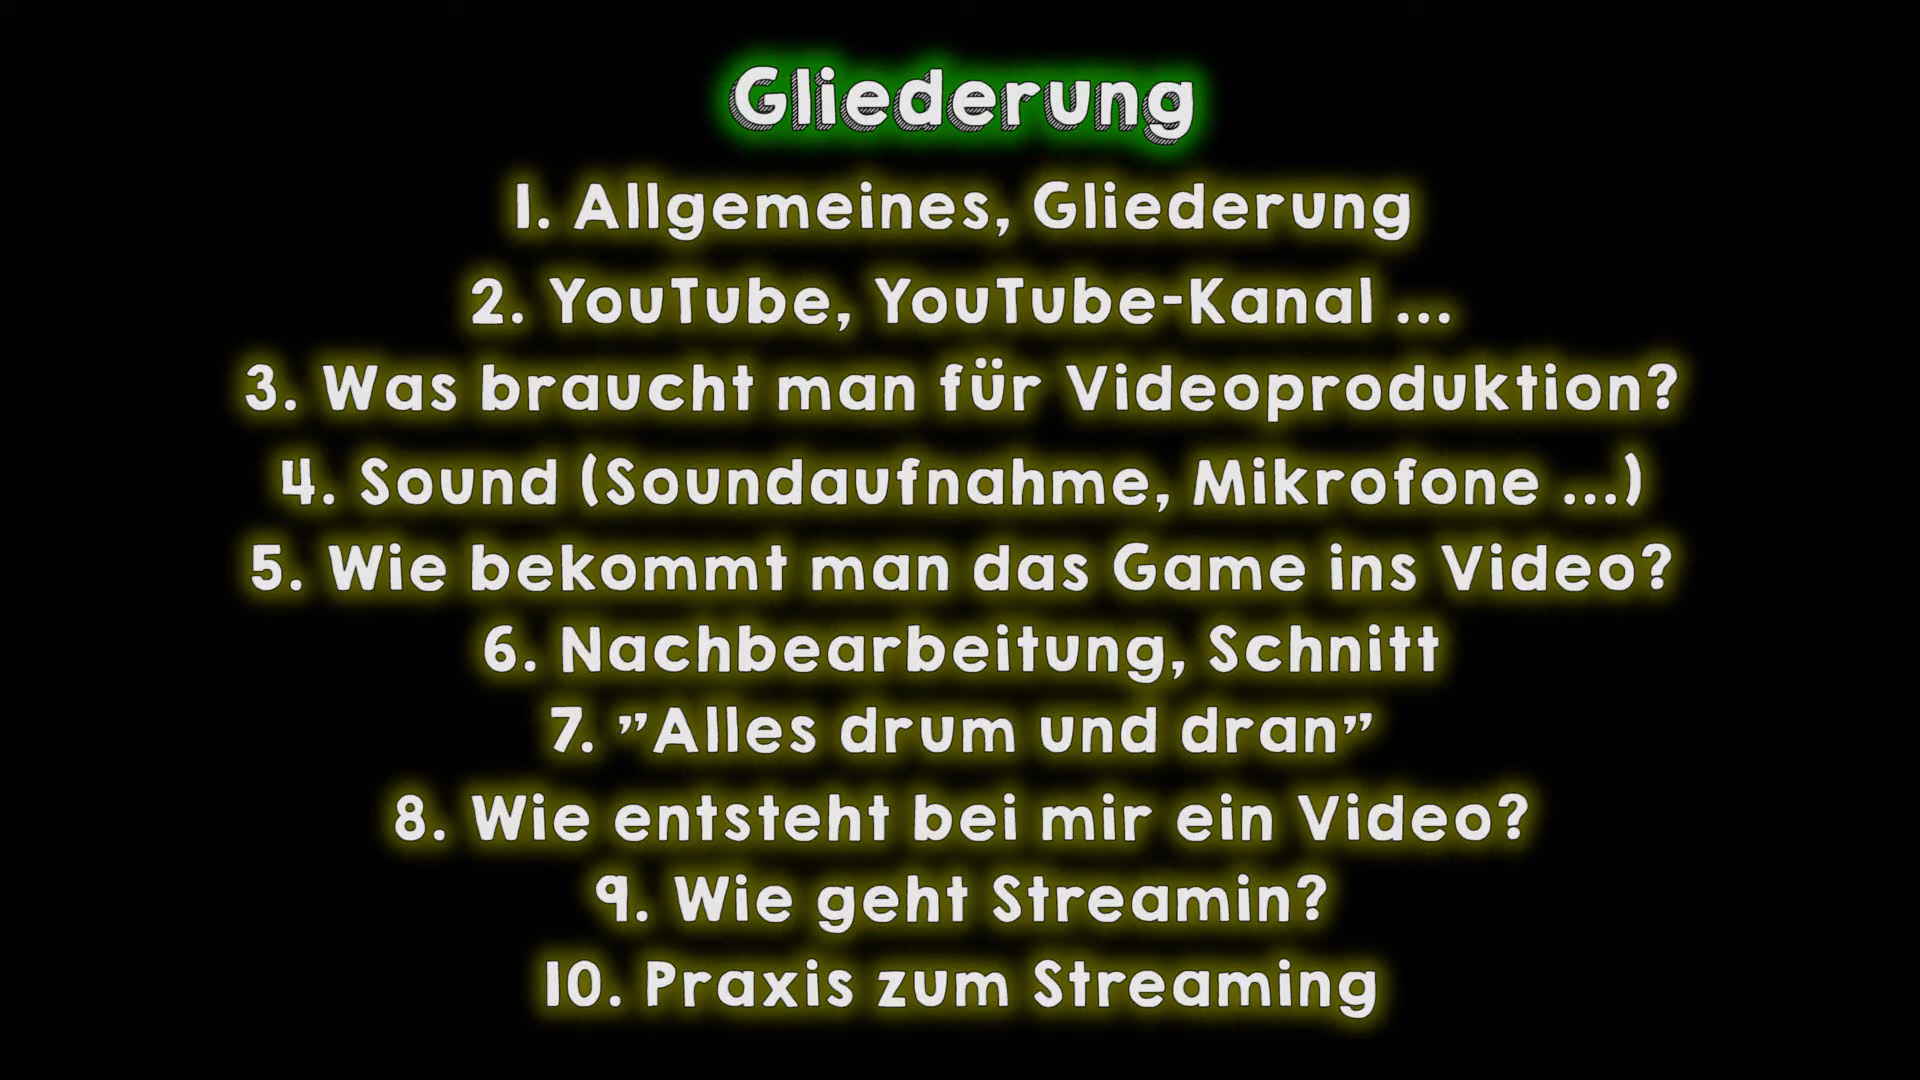 Gliederung
1. Allgemeines, Gliederung
2. YouTube, YouTube-Kanal ...
3. Was braucht man für Videoproduktion?
4. Sound (Soundaufnahme, Mikrofone ...)
5. Wie bekommt man das Game ins Video?
6. Nachbearbeitung, Schnitt
7. ”Alles drum und dran”
8. Wie entsteht bei mir ein Video?
9. Wie geht Streamin?
10. Praxis zum Streaming